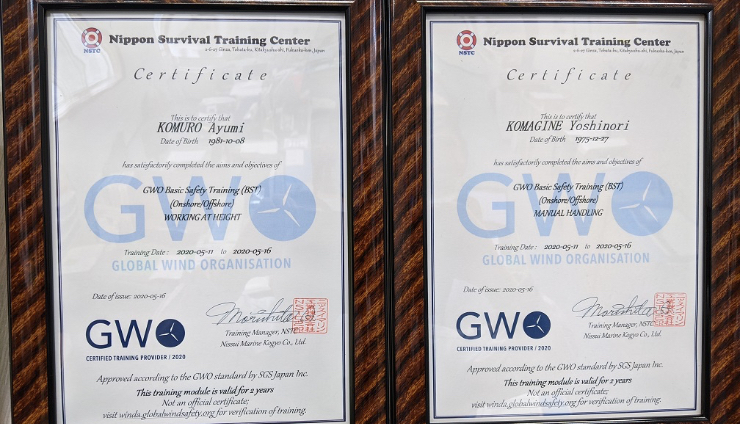 NSTC
Nippon Survival Training Center
Certificate
This is to certify that
KOMURO Ayumi
Date of Birth 1981-10-08
has satisfactorily completed the aims and objectives of
GWO
GWO Basic Safety Training (BST)
(Onshore/Offshore)
WORKING AT HEIGHT
Training Date : 2020-05-11 to 2020-05-16
GLOBAL WIND ORGANISATION
Date of issue: 2020-05-16
GWO
CERTIFIED TRAINING PROVIDER / 2020
Training Manager, NSTC
Nissui Marine Kogyo Co., Ltd.
Approved according to the GWO standard by SGS Japan Inc.
This training module is valid for 2 years
Not an official certificate;
visit winda.globalwindsafety.org for verification of training.
NSTC
Nippon Survival Training Center
Certificate
This is to certify that
KOMAGINE Yoshinori
Date of Birth 1975-12-27
has satisfactorily completed the aims and objectives of
GWO
GWO Basic Safety Training (BST)
(Onshore/Offshore)
MANUAL HANDLING
Training Date : 2020-05-11 to 2020-05-16
GLOBAL WIND ORGANISATION
Date of issue: 2020-05-16
GWO
CERTIFIED TRAINING PROVIDER / 2020
Training Manager, NSTC
Nissui Marine Kogyo Co., Ltd.
Approved according to the GWO standard by SGS Japan Inc.
This training module is valid for 2 years
Not an official certificate;
visit winda.globalwindsafety.org for verification of training.